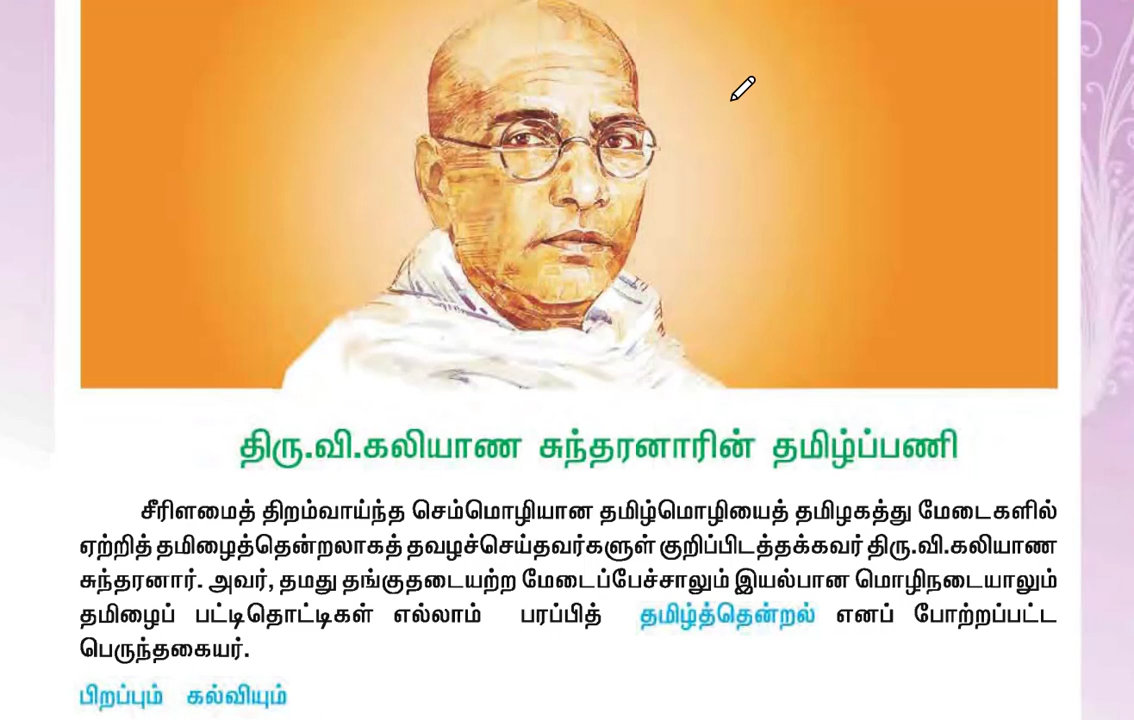 திரு.வி.கலியாண சுந்தரனாரின் தமிழ்ப்பணி
சீரிளமைத் திறம்வாய்ந்த செம்மொழியான தமிழ்மொழியைத் தமிழகத்து மேடைகளில்
ஏற்றித் தமிழைத்தென்றலாகத் தவழச்செய்தவர்களுள் குறிப்பிடத்தக்கவர் திரு.வி.கலியாண
சுந்தரனார். அவர், தமது தங்குதடையற்ற மேடைப்பேச்சாலும் இயல்பான மொழிநடையாலும்
தமிழைப் பட்டிதொட்டிகள் எல்லாம் பரப்பித் தமிழ்த்தென்றல் எனப் போற்றப்பட்ட
பெருந்தகையர்.
பிறப்பும் கல்வியும்